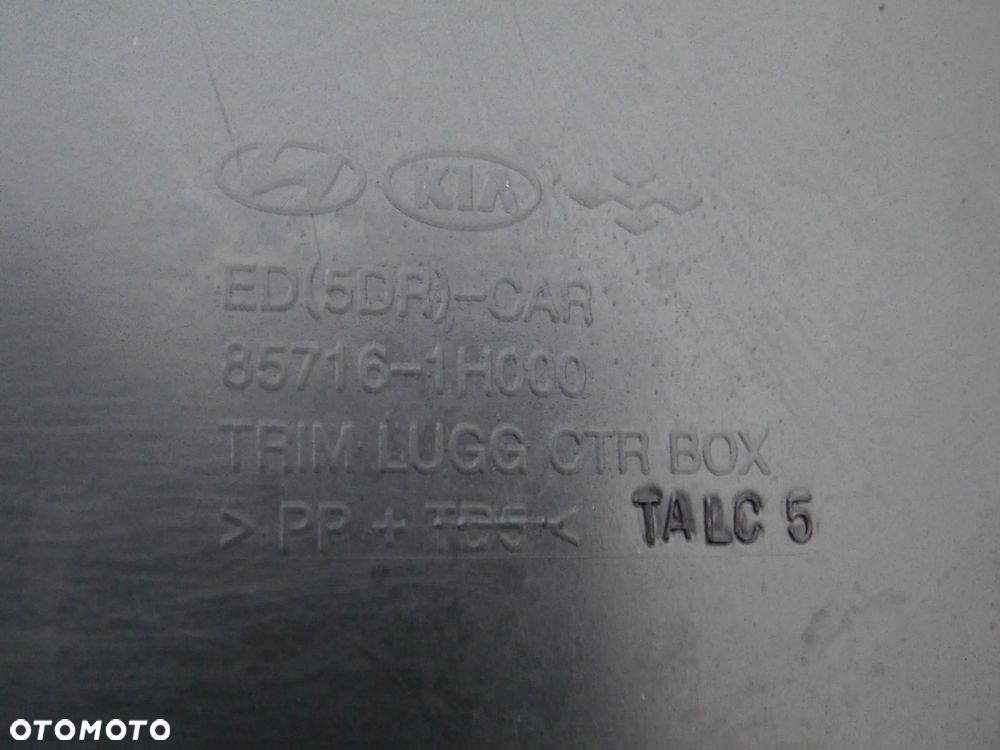 KIA
ED(5DR)-CAR
85716-1H000
TRIM LUGG CTR BOX
> PP + TD5 < TALC 5
OTOMOTO